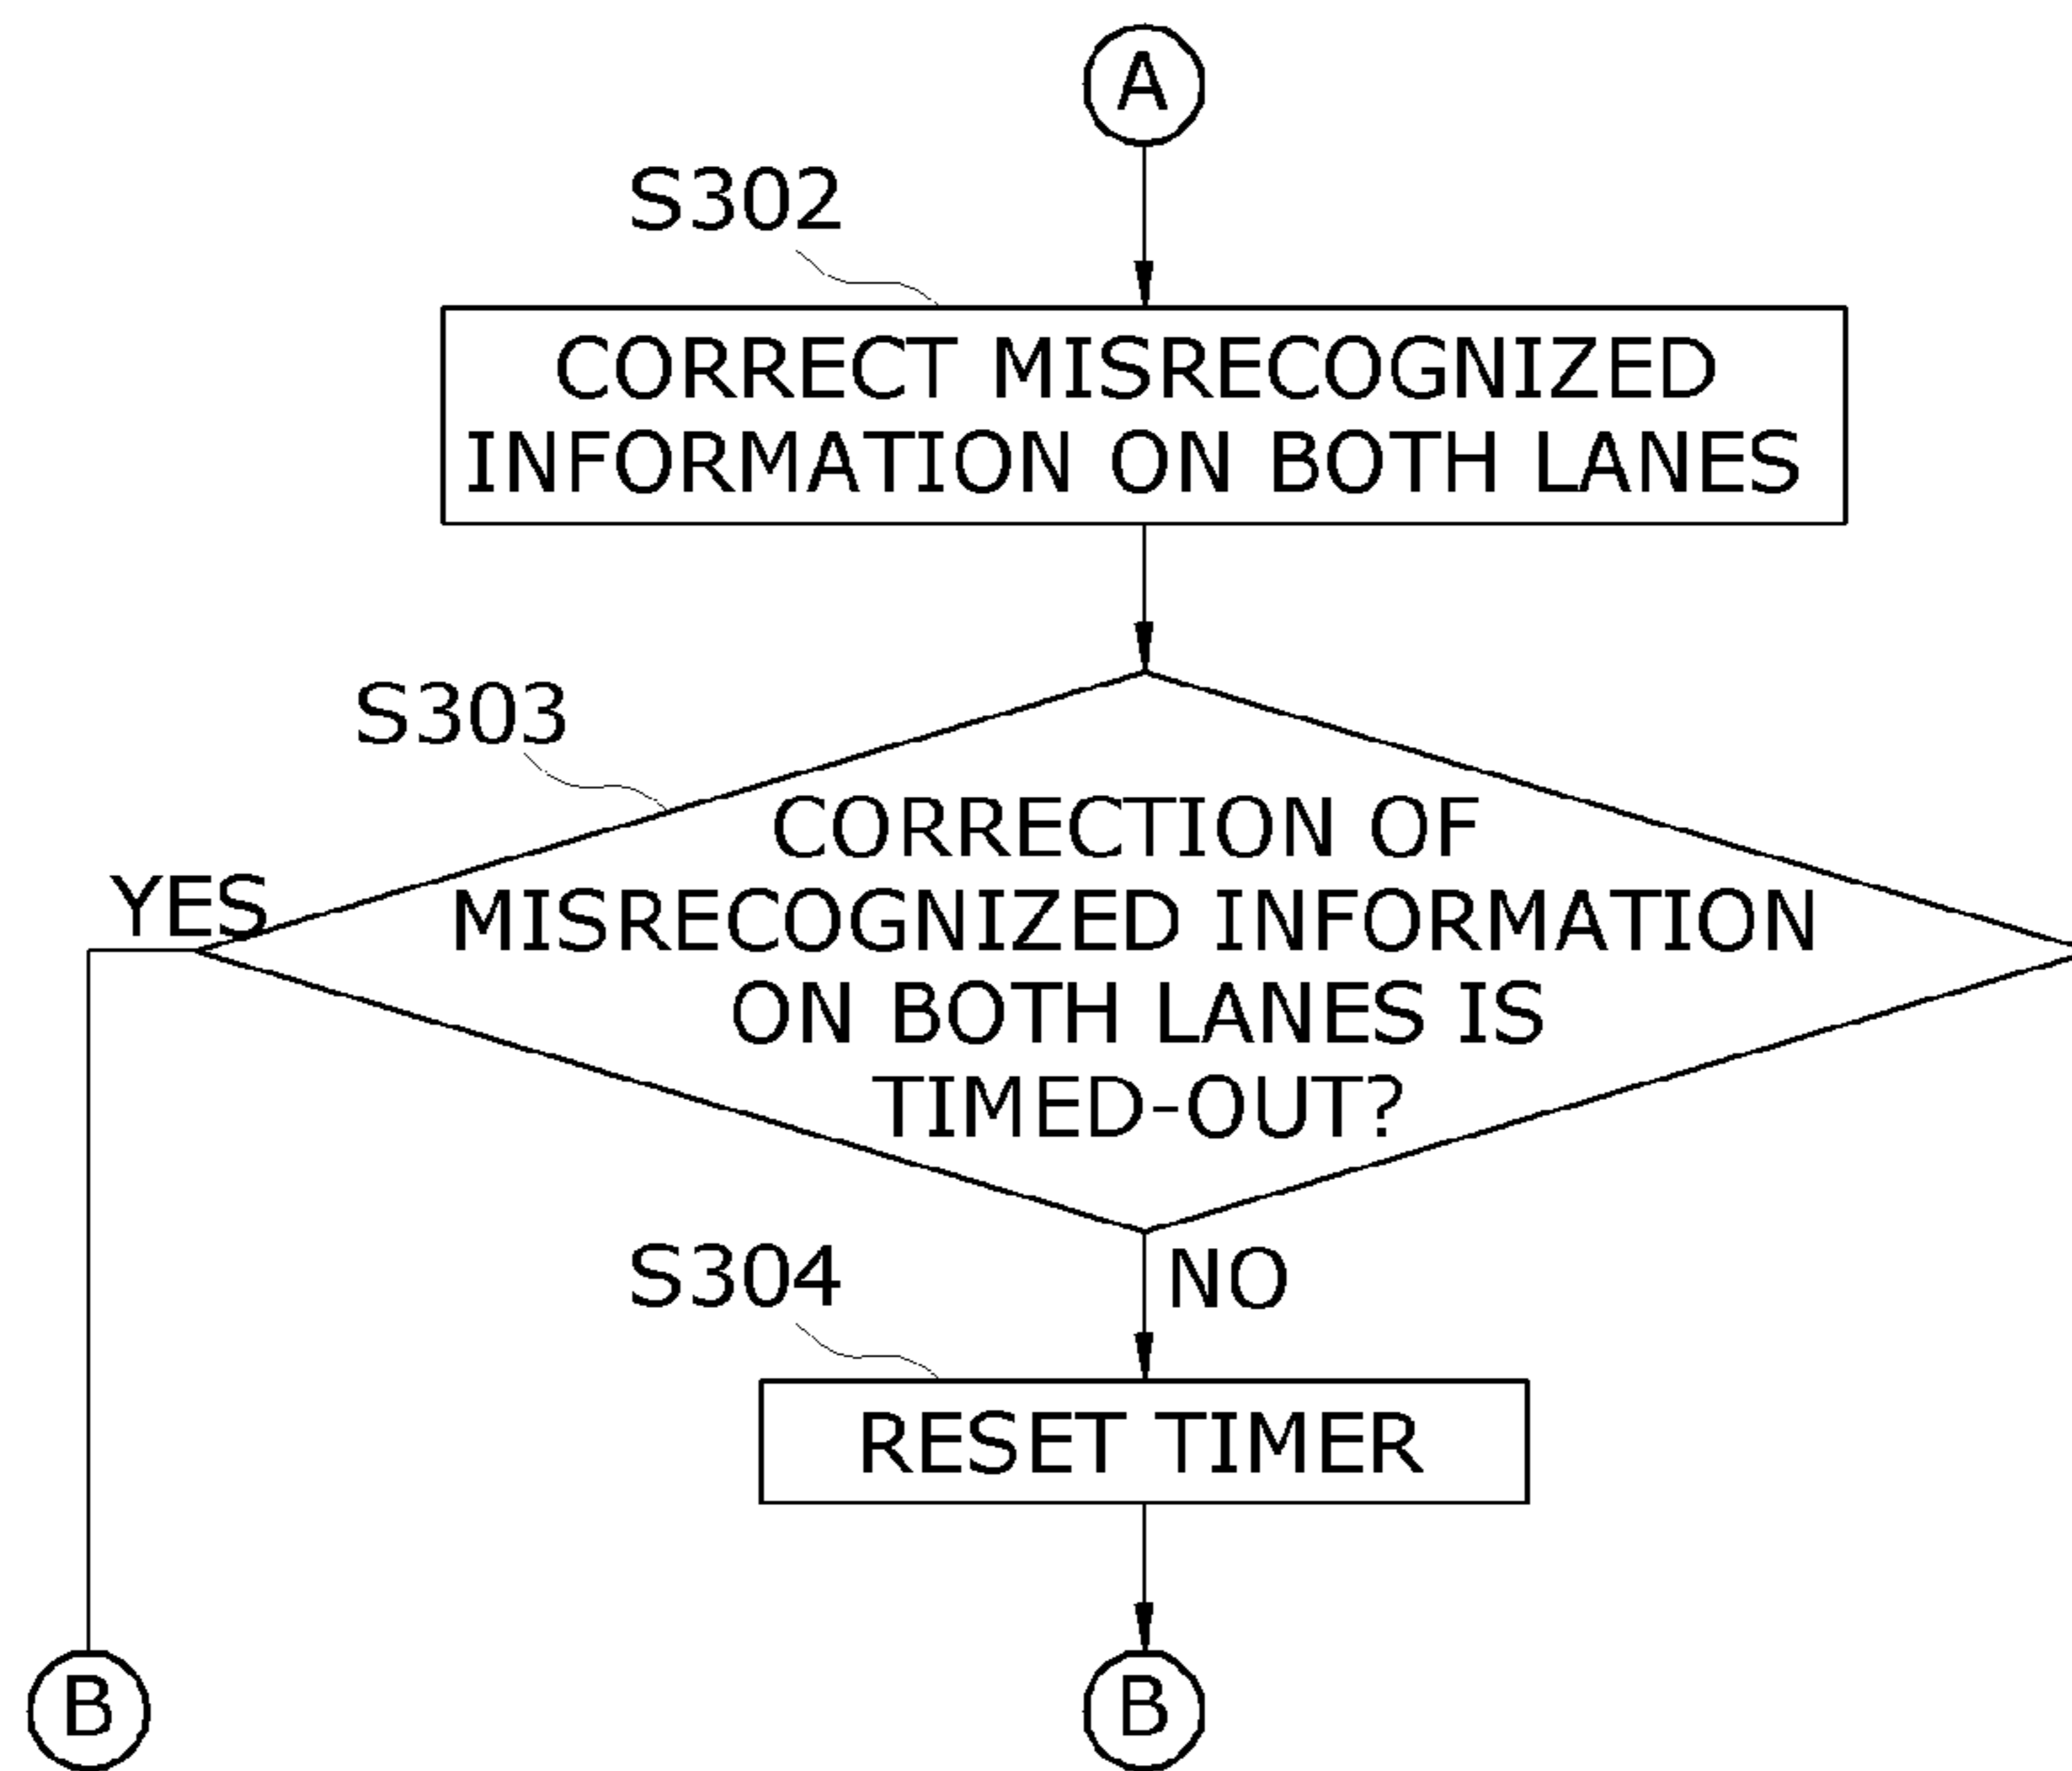 A
S302
CORRECT MISRECOGNIZED
INFORMATION ON BOTH LANES
S303
CORRECTION OF
YES
MISRECOGNIZED INFORMATION
ON BOTH LANES IS
TIMED-OUT?
S304
NO
RESET TIMER
B
B